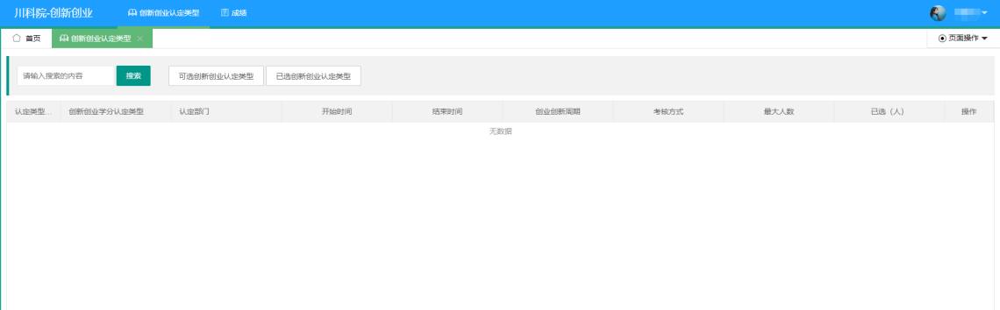 川科院-创新创业 创新创业认定类型 成绩
首页 创新创业认定类型 页面操作
请输入搜索的内容 搜索 可选创新创业认定类型 已选创新创业认定类型
认定类型... 创新创业学分认定类型 认定部门 开始时间 结束时间 创业创新周期 考核方式 最大人数 已选（人） 操作
无数据